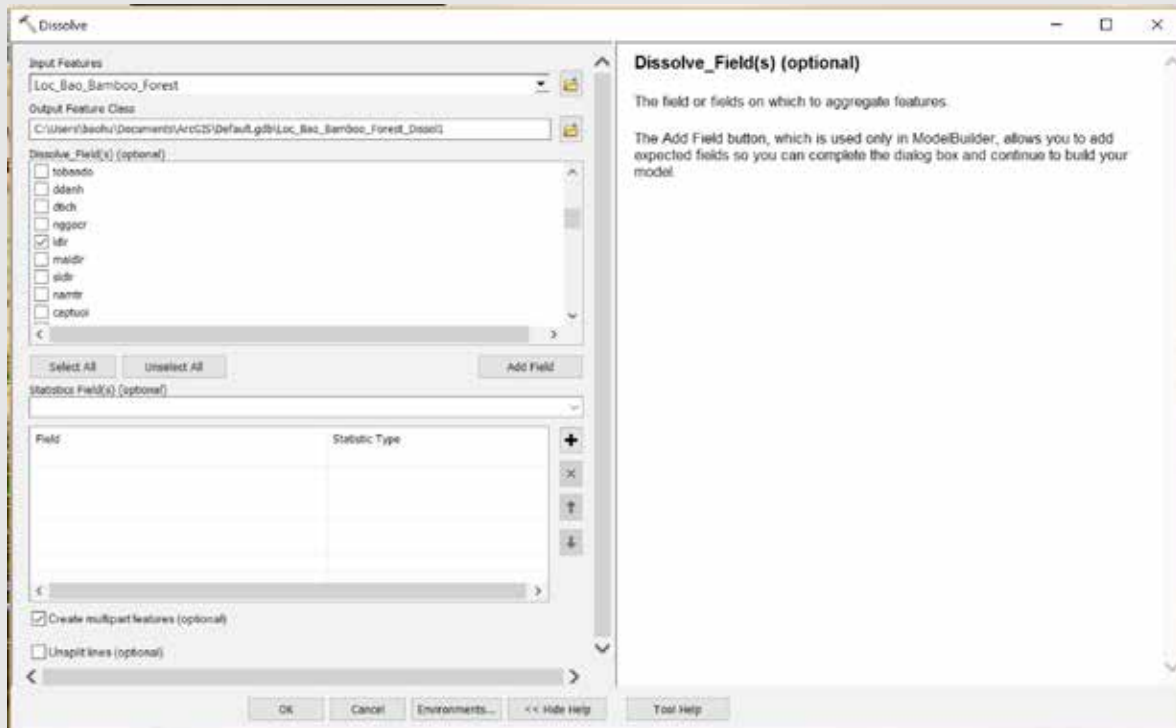 Dissolve
Input Features
Loc_Bao_Bamboo_Forest
Output Feature Class
C:\Users\baohu\Documents\ArcGIS\Default.gdb\Loc_Bao_Bamboo_Forest_Dissol1
Dissolve_Field(s) (optional)
tobando
ddanh
dtich
nggocr
ldlr
maldlr
sldlr
namtr
captuoi
Select All
Unselect All
Add Field
Statistics Field(s) (optional)
Field
Statistic Type
Create multipart features (optional)
Unsplit lines (optional)
OK
Cancel
Environments...
<< Hide Help
Tool Help
Dissolve_Field(s) (optional)
The field or fields on which to aggregate features.
The Add Field button, which is used only in ModelBuilder, allows you to add
expected fields so you can complete the dialog box and continue to build your
model.